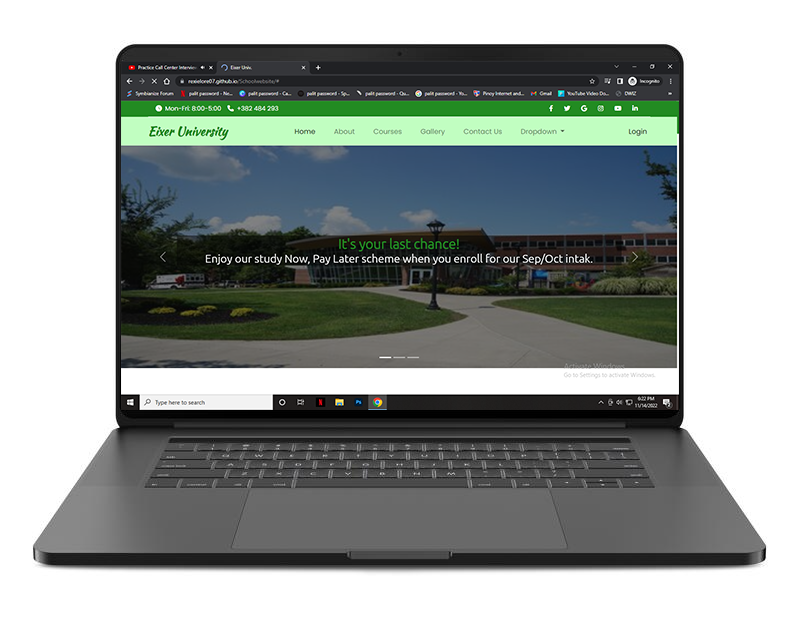 Practice Call Center Interview
Eixer Univ.
rexielore07.github.io/Schoolwebsite/#
Incognito
Symbianize Forum
palit password - Ne...
palit password - Ca...
palit password - Sp...
palit password - Qu...
palit password - Yo...
Pinoy Internet and...
Gmail
YouTube Video Do...
DWIZ
Mon-Fri: 8:00-5:00
+382 484 293
Eixer University
Home About Courses Gallery Contact Us Dropdown Login
It's your last chance!
Enjoy our study Now, Pay Later scheme when you enroll for our Sep/Oct intak.
Activate Windows
Go to Settings to activate Windows.
Type here to search
6:22 PM
11/14/2022
Q W E R T Y U I O P
A S D F G H J K L
Z X C V B N M